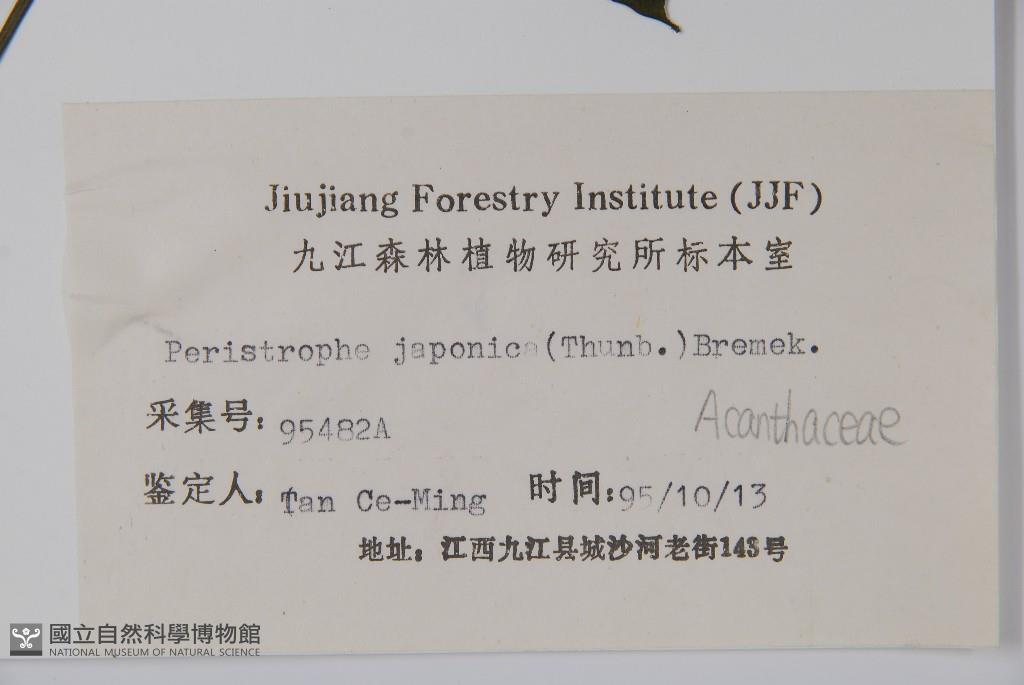 Jiujiang Forestry Institute (JJF)
九江森林植物研究所标本室
Peristrophe japonica (Thunb.) Bremek.
采集号: 95482A
Acanthaceae
鉴定人: Tan Ce-Ming 时间: 95/10/13
地址: 江西九江县城沙河老街143号
國立自然科學博物館
NATIONAL MUSEUM OF NATURAL SCIENCE